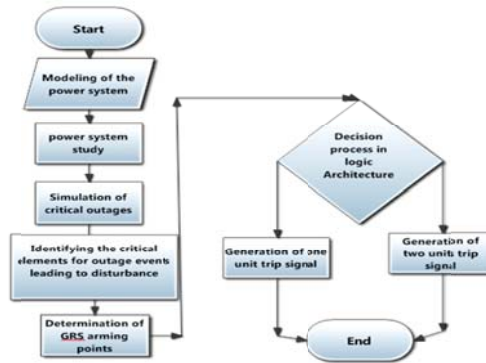 Start
Modeling of the
power system
power system
study
Simulation of
critical outages
Identifying the critical
elements for outage events
leading to disturbance
Determination of
GRS arming
points
Decision
process in
logic
Architecture
Generation of one
unit trip signal
Generation of
two units trip
signal
End